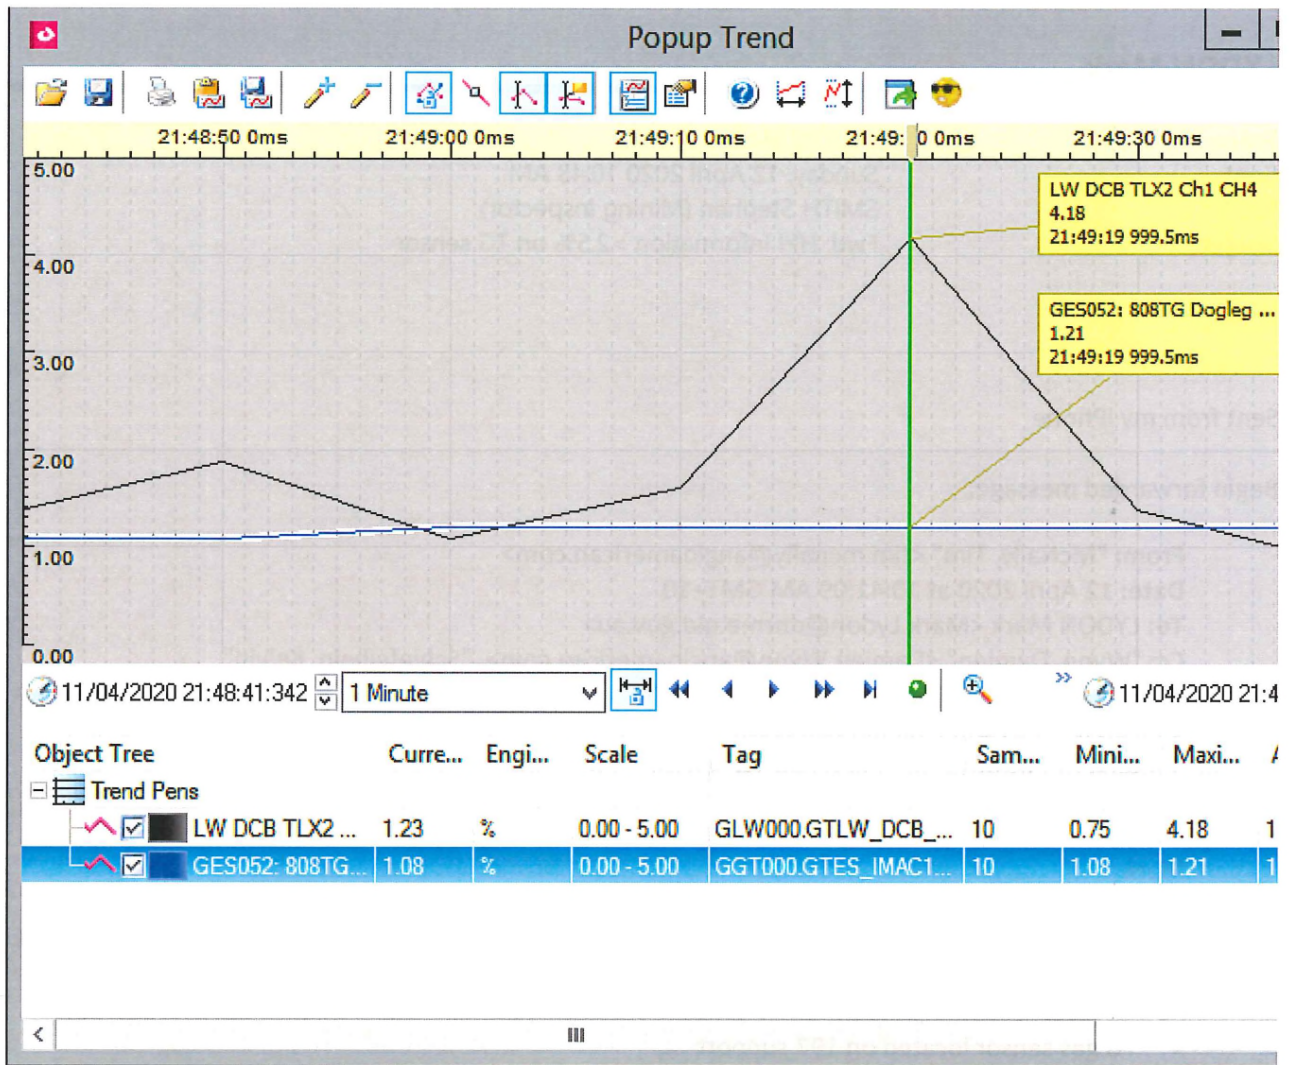 Popup Trend
21:48:50 0ms 21:49:00 0ms 21:49:10 0ms 21:49: 0 0ms 21:49:30 0ms
5.00
LW DCB TLX2 Ch1 CH4
4.18
21:49:19 999.5ms
4.00
GES052: 808TG Dogleg ...
1.21
21:49:19 999.5ms
3.00
2.00
1.00
0.00
11/04/2020 21:48:41:342 1 Minute 11/04/2020 21:4
Object Tree Curre... Engi... Scale Tag Sam... Mini... Maxi... A
Trend Pens
LW DCB TLX2 ... 1.23 % 0.00 - 5.00 GLW000.GTLW_DCB_... 10 0.75 4.18 1
GES052: 808TG... 1.08 % 0.00 - 5.00 GGT000.GTES_IMAC1... 10 1.08 1.21 1